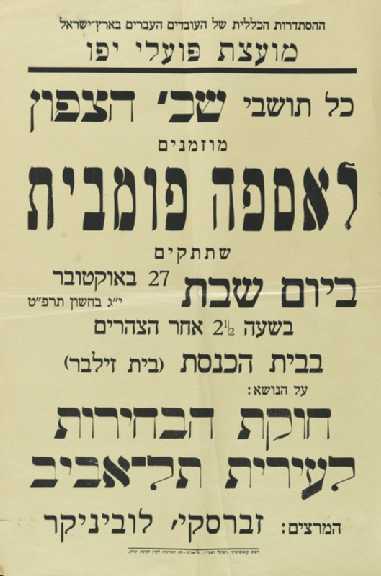 ההסתדרות הכללית של העובדים העברים בארץ־ישראל
מועצת פועלי יפו
כל תושבי שכ׳ הצפון
מוזמנים
לאספה פומבית
שתתקים
ביום שבת 27 באוקטובר
י״ג בחשון תרפ״ט
בשעה 2½ אחר הצהרים
בבית הכנסת (בית זילבר)
על הנושא:
חוקת הבחירות
לעירית תל־אביב
המרצים: זברסקי, לוביניקר